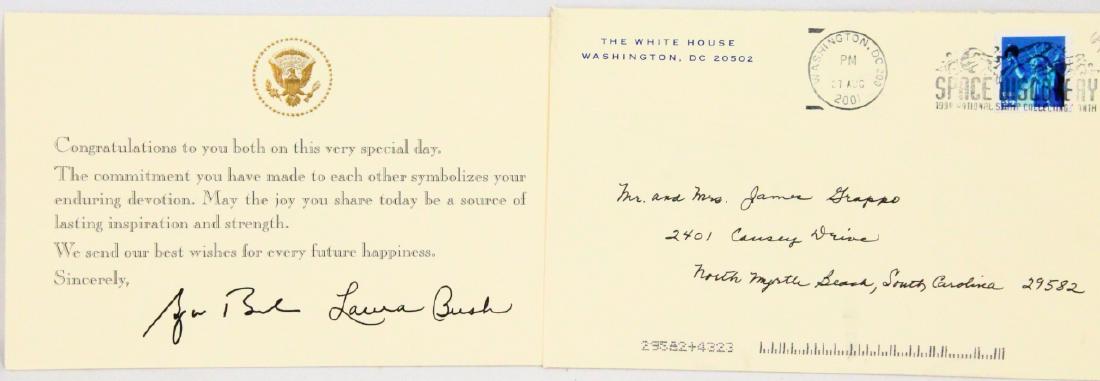 Congratulations to you both on this very special day.
The commitment you have made to each other symbolizes your
enduring devotion. May the joy you share today be a source of
lasting inspiration and strength.
We send our best wishes for every future happiness.
Sincerely,
Laura Bush
THE WHITE HOUSE
WASHINGTON, DC 20502
WASHINGTON, DC
PM
27 AUG
2001
SPACE DISCOVERY
Mr. and Mrs. James Grappo
2401 Causey Drive
North Myrtle Beach, South Carolina 29582
29582+4323